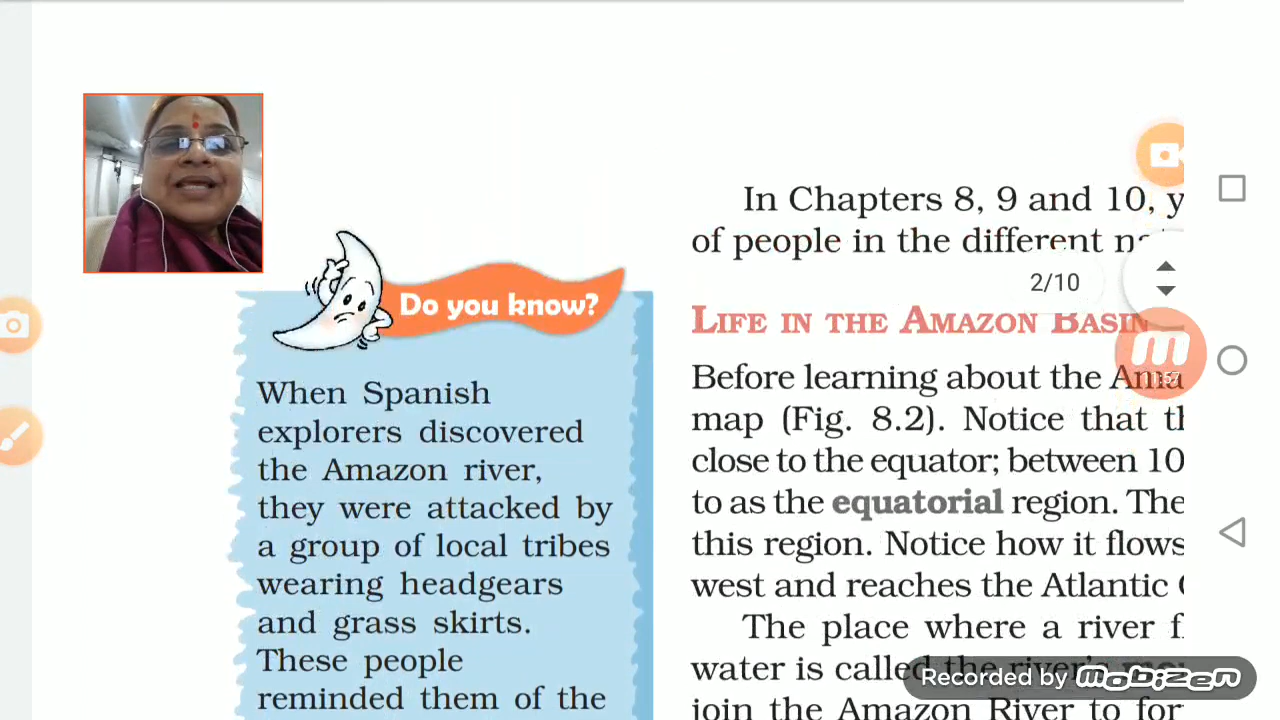 In Chapters 8, 9 and 10, y
of people in the different
2/10
Do you know?
When Spanish
explorers discovered
the Amazon river,
they were attacked by
a group of local tribes
wearing headgears
and grass skirts.
These people
reminded them of the
LIFE IN THE AMAZON BASIN
Before learning about the Ama
map (Fig. 8.2). Notice that th
close to the equator; between 10
to as the equatorial region. The
this region. Notice how it flows
west and reaches the Atlantic
The place where a river f
water is called the river's
join the Amazon River to for
11:57
Recorded by mobizen